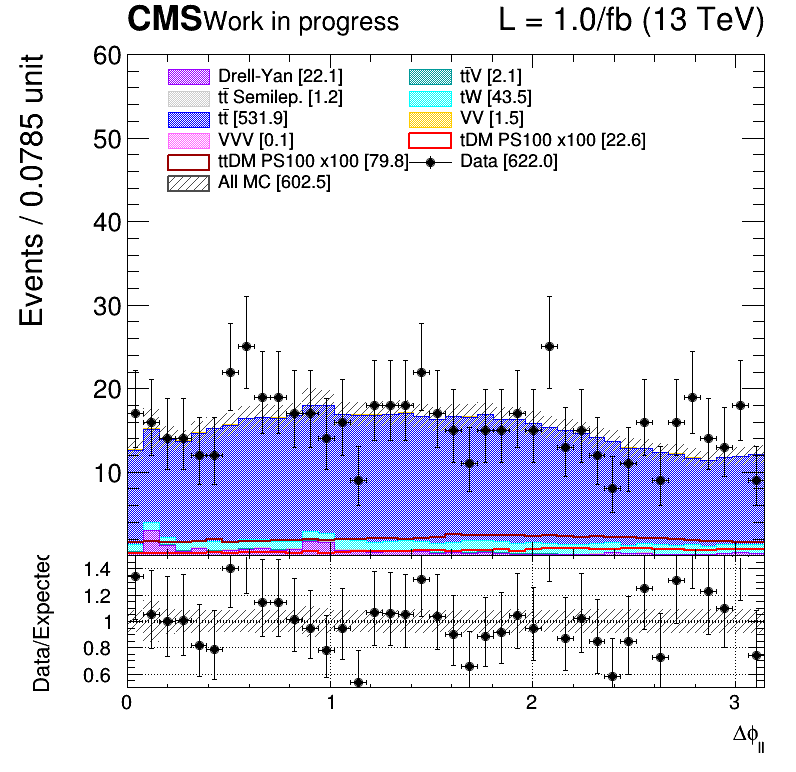 CMS Work in progress L = 1.0/fb (13 TeV)
Events / 0.0785 unit
60
50
40
30
20
10
Drell-Yan [22.1] tt̄V [2.1]
tt̄ Semilep. [1.2] tW [43.5]
tt̄ [531.9] VV [1.5]
VVV [0.1] tDM PS100 x100 [22.6]
ttDM PS100 x100 [79.8] Data [622.0]
All MC [602.5]
Data/Expected
1.4
1.2
1
0.8
0.6
0 1 2 3
Δϕ_ll